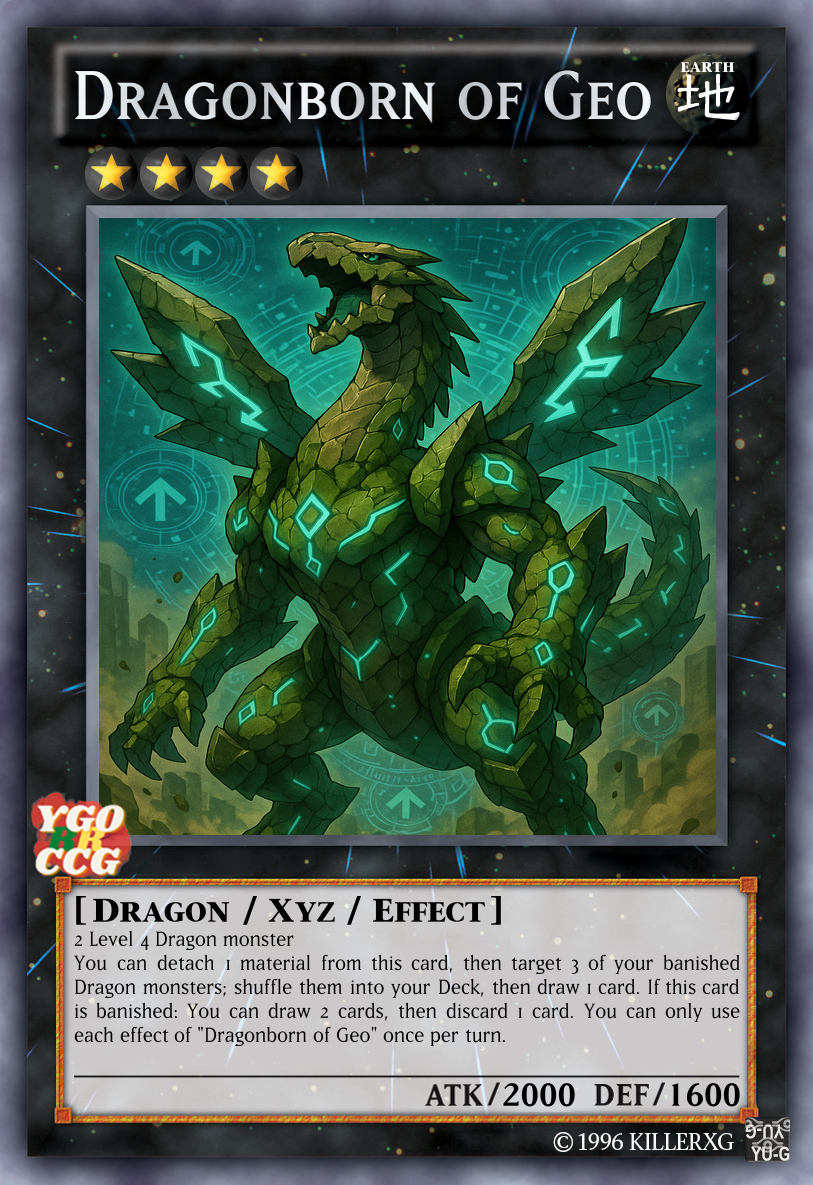 DRAGONBORN OF GEO
EARTH
地
YGO
RR
CCG
[ DRAGON / XYZ / EFFECT ]
2 Level 4 Dragon monster
You can detach 1 material from this card, then target 3 of your banished
Dragon monsters; shuffle them into your Deck, then draw 1 card. If this card
is banished: You can draw 2 cards, then discard 1 card. You can only use
each effect of "Dragonborn of Geo" once per turn.
ATK/2000 DEF/1600
© 1996 KILLERXG
YU-G
YU-G